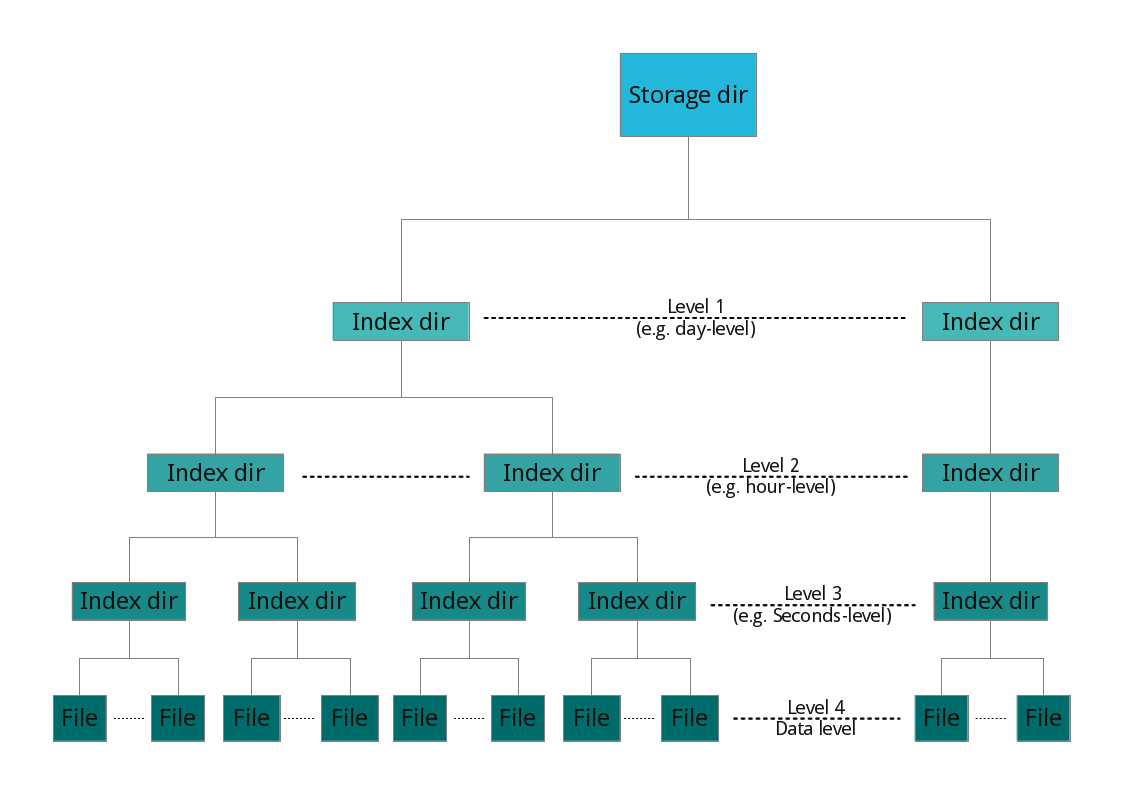 Storage dir
Index dir
Level 1
(e.g. day-level)
Index dir
Index dir
Index dir
Level 2
(e.g. hour-level)
Index dir
Index dir
Index dir
Index dir
Index dir
Level 3
(e.g. Seconds-level)
Index dir
File
File
File
File
File
File
File
File
Level 4
Data level
File
File